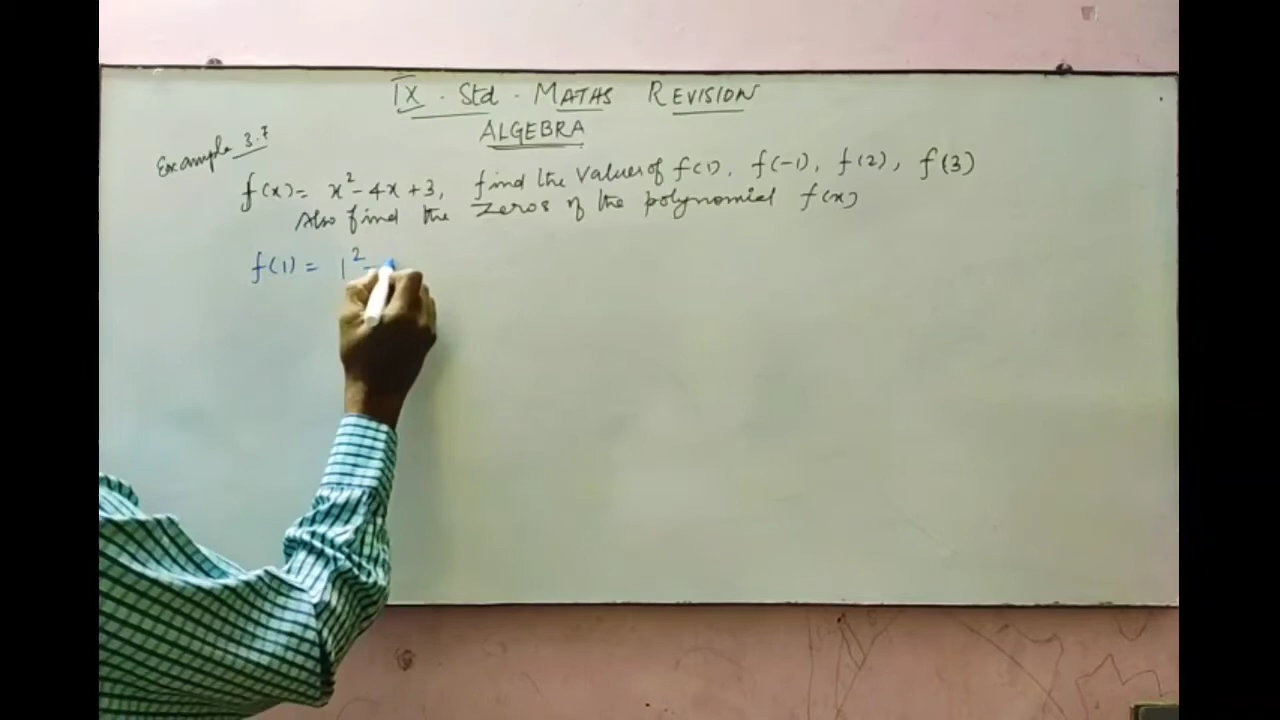 IX . Std . MATHS REVISION
ALGEBRA
Example 3.7
f(x) = x² - 4x + 3, find the values of f(1), f(-1), f(2), f(3)
Also find the Zeros of the polynomial f(x)
f(1) = 1² -